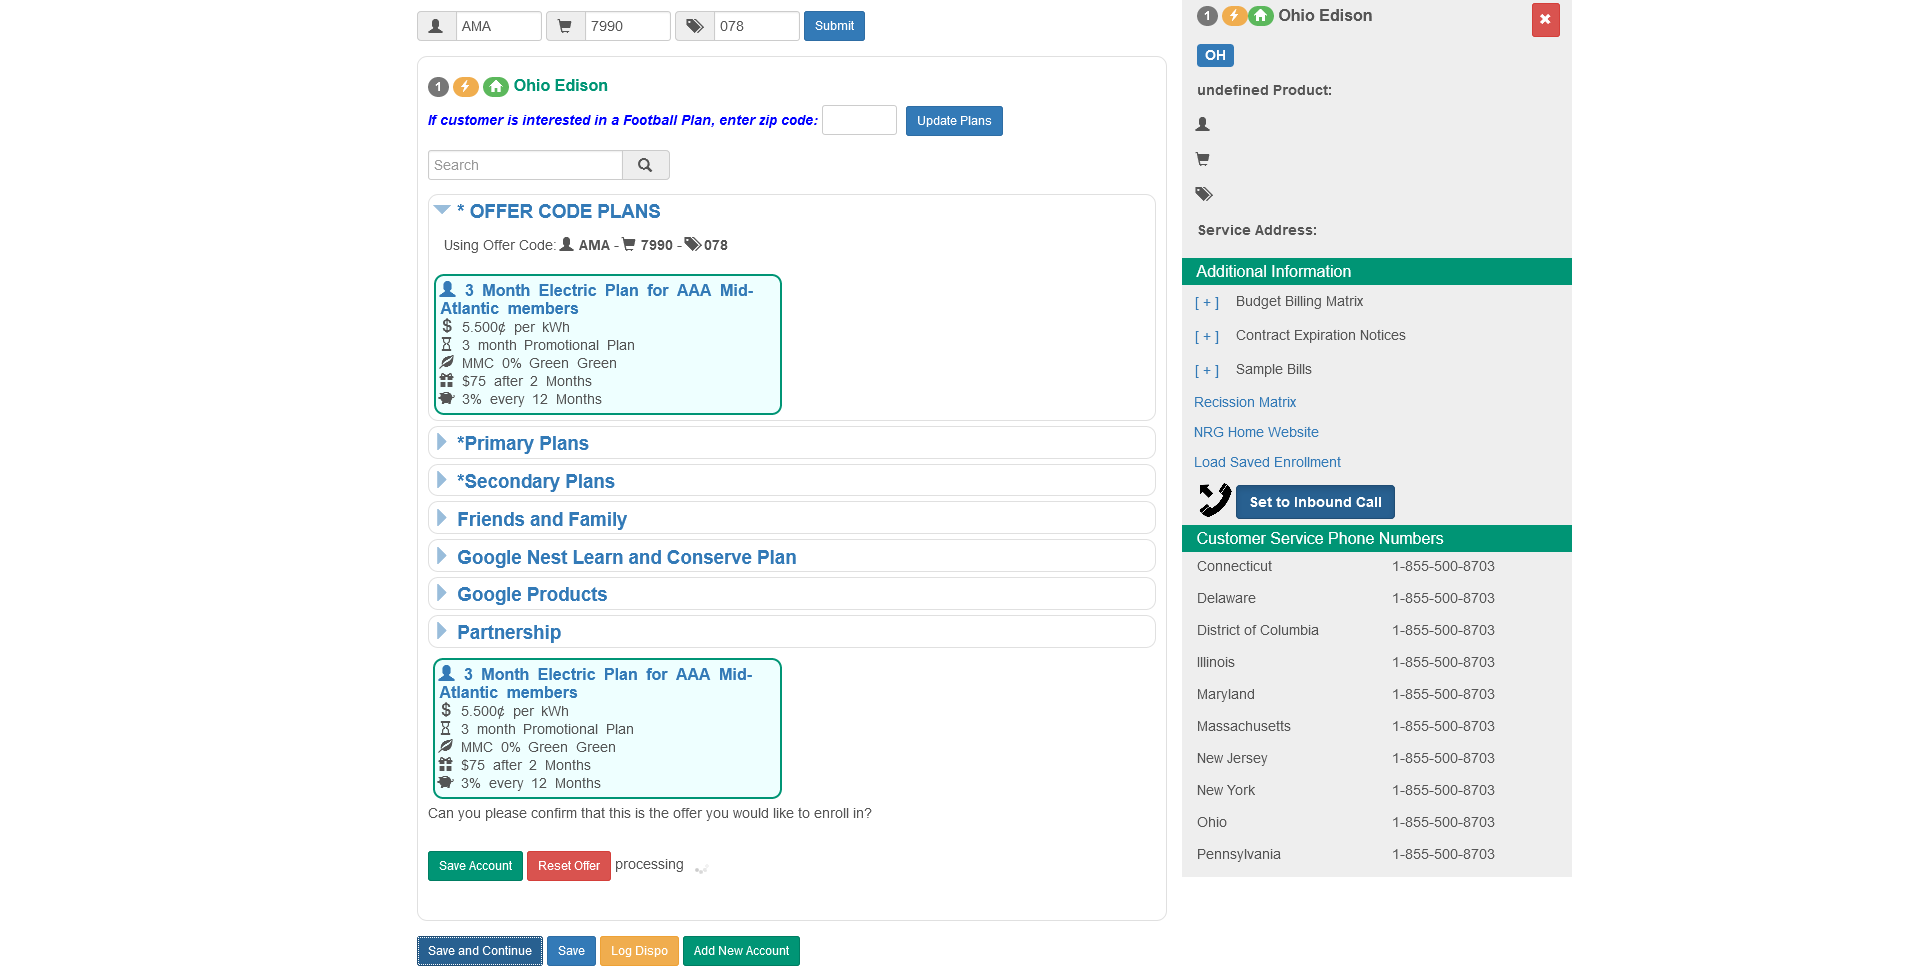 AMA 7990 078 Submit
1 Ohio Edison
If customer is interested in a Football Plan, enter zip code: Update Plans
Search
* OFFER CODE PLANS
Using Offer Code: AMA - 7990 - 078
3 Month Electric Plan for AAA Mid-
Atlantic members
5.500¢ per kWh
3 month Promotional Plan
MMC 0% Green Green
$75 after 2 Months
3% every 12 Months
*Primary Plans
*Secondary Plans
Friends and Family
Google Nest Learn and Conserve Plan
Google Products
Partnership
3 Month Electric Plan for AAA Mid-
Atlantic members
5.500¢ per kWh
3 month Promotional Plan
MMC 0% Green Green
$75 after 2 Months
3% every 12 Months
Can you please confirm that this is the offer you would like to enroll in?
Save Account Reset Offer processing
Save and Continue Save Log Dispo Add New Account
1 Ohio Edison
OH
undefined Product:
Service Address:
Additional Information
[ + ] Budget Billing Matrix
[ + ] Contract Expiration Notices
[ + ] Sample Bills
Recission Matrix
NRG Home Website
Load Saved Enrollment
Set to Inbound Call
Customer Service Phone Numbers
Connecticut 1-855-500-8703
Delaware 1-855-500-8703
District of Columbia 1-855-500-8703
Illinois 1-855-500-8703
Maryland 1-855-500-8703
Massachusetts 1-855-500-8703
New Jersey 1-855-500-8703
New York 1-855-500-8703
Ohio 1-855-500-8703
Pennsylvania 1-855-500-8703